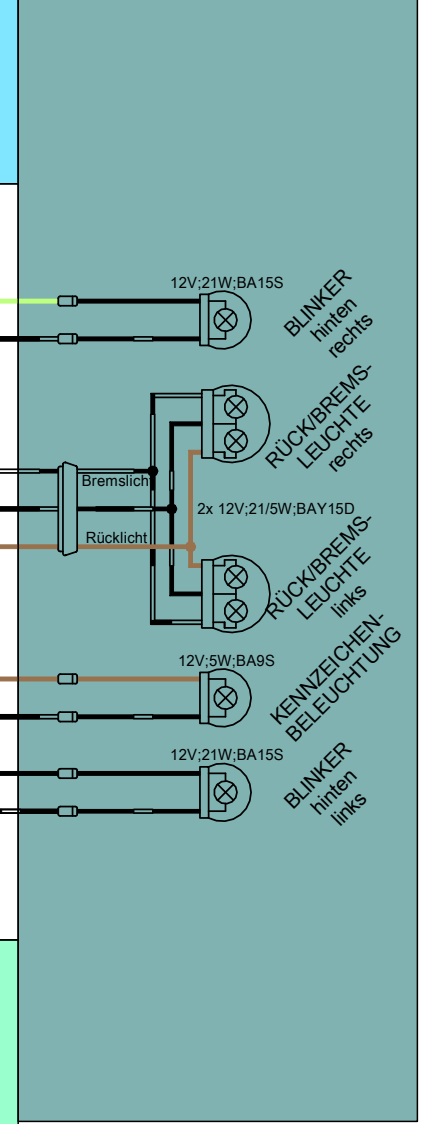 12V;21W;BA15S
BLINKER
hinten
rechts
RÜCK/BREMS-
LEUCHTE
rechts
Bremslicht
2x 12V;21/5W;BAY15D
Rücklicht
RÜCK/BREMS-
LEUCHTE
links
12V;5W;BA9S
KENNZEICHEN-
BELEUCHTUNG
12V;21W;BA15S
BLINKER
hinten
links